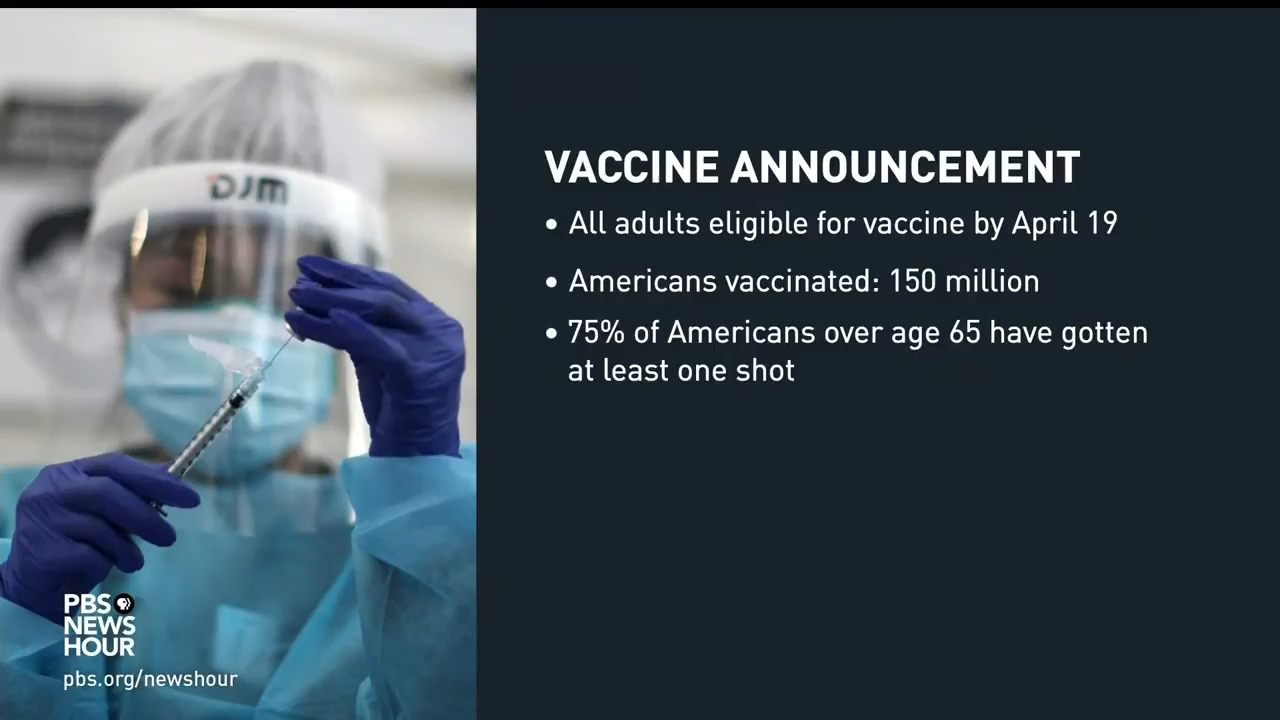 DJM
VACCINE ANNOUNCEMENT
• All adults eligible for vaccine by April 19
• Americans vaccinated: 150 million
• 75% of Americans over age 65 have gotten
at least one shot
PBS
NEWS
HOUR
pbs.org/newshour